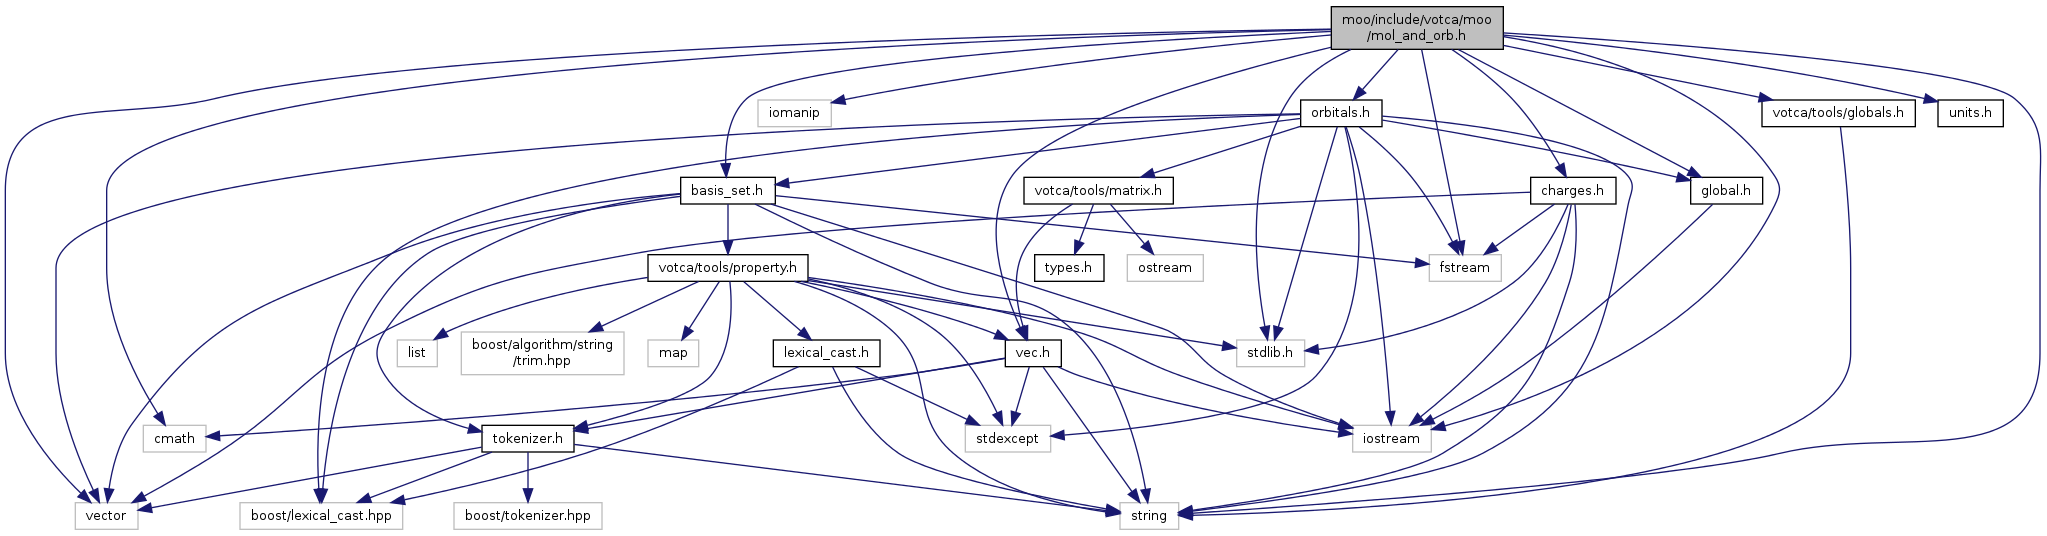 moo/include/votca/moo
/mol_and_orb.h
iomanip
orbitals.h
votca/tools/globals.h
units.h
basis_set.h
votca/tools/matrix.h
charges.h
global.h
votca/tools/property.h
types.h
ostream
fstream
list
boost/algorithm/string
/trim.hpp
map
lexical_cast.h
vec.h
stdlib.h
cmath
tokenizer.h
stdexcept
iostream
vector
boost/lexical_cast.hpp
boost/tokenizer.hpp
string